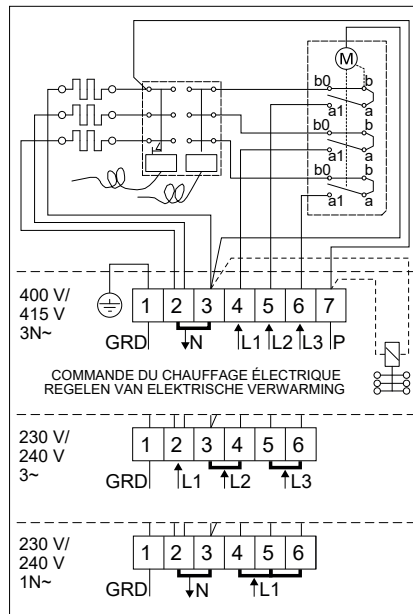 M
b0 b
a1 a
b0 b
a1 a
b0 b
a1 a
400 V/
415 V
3N~
1 2 3 4 5 6 7
GRD N L1 L2 L3 P
COMMANDE DU CHAUFFAGE ÉLECTRIQUE
REGELEN VAN ELEKTRISCHE VERWARMING
230 V/
240 V
3~
1 2 3 4 5 6
GRD L1 L2 L3
230 V/
240 V
1N~
1 2 3 4 5 6
GRD N L1